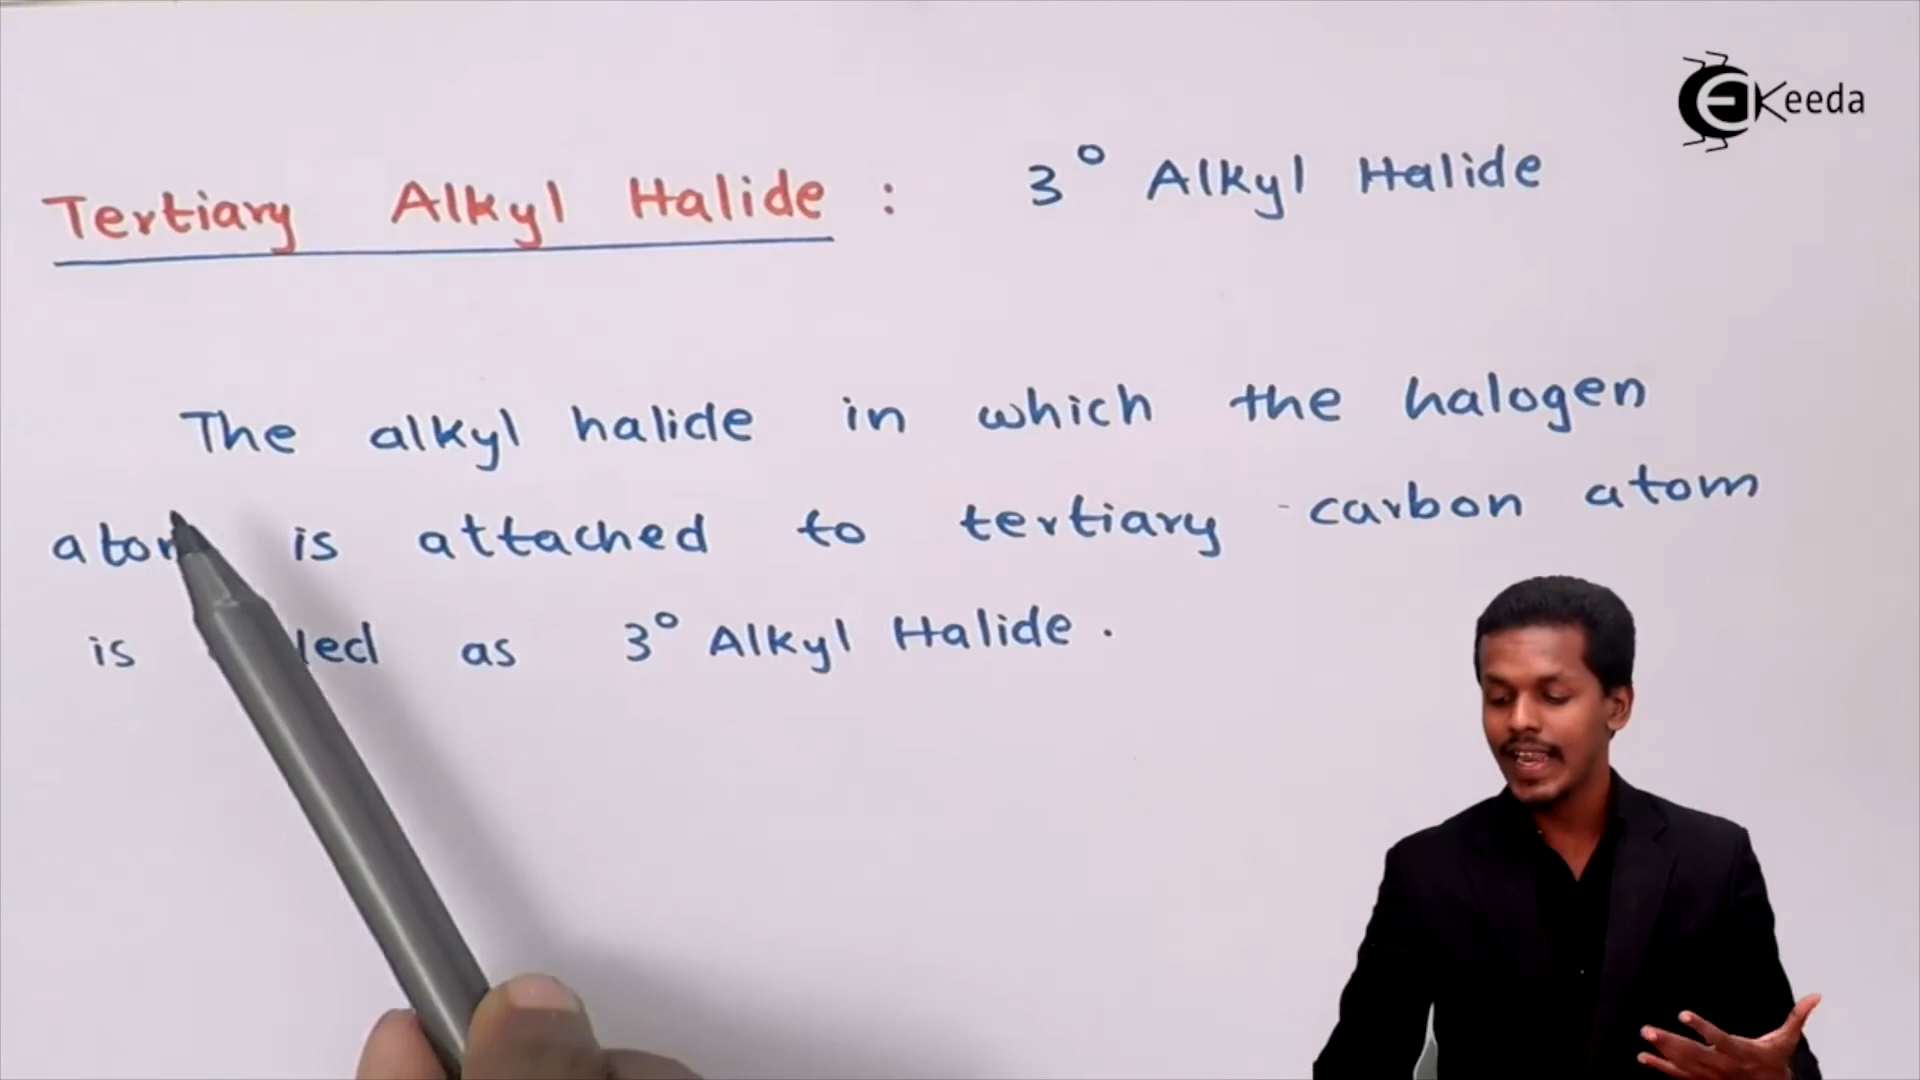 Keeda
Tertiary Alkyl Halide : 3° Alkyl Halide
The alkyl halide in which the halogen
is attached to tertiary carbon atom
is as 3° Alkyl Halide.